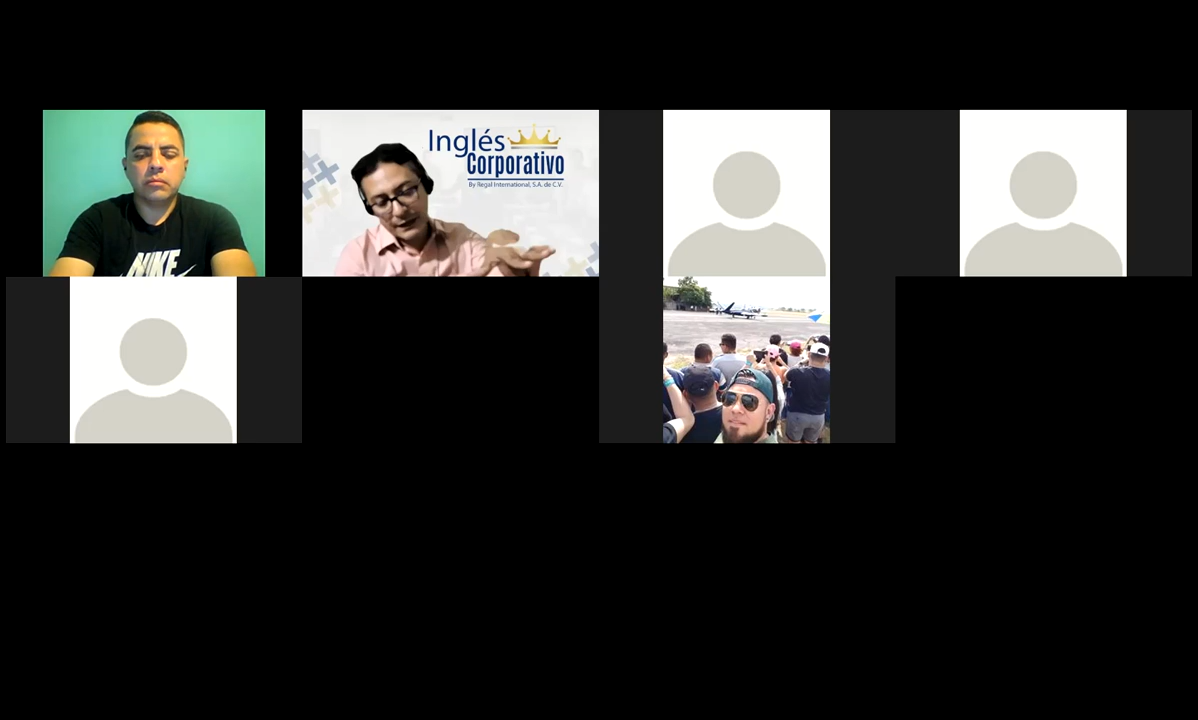 Inglés
Corporativo
By Regal International, S.A. de C.V.
NIKE